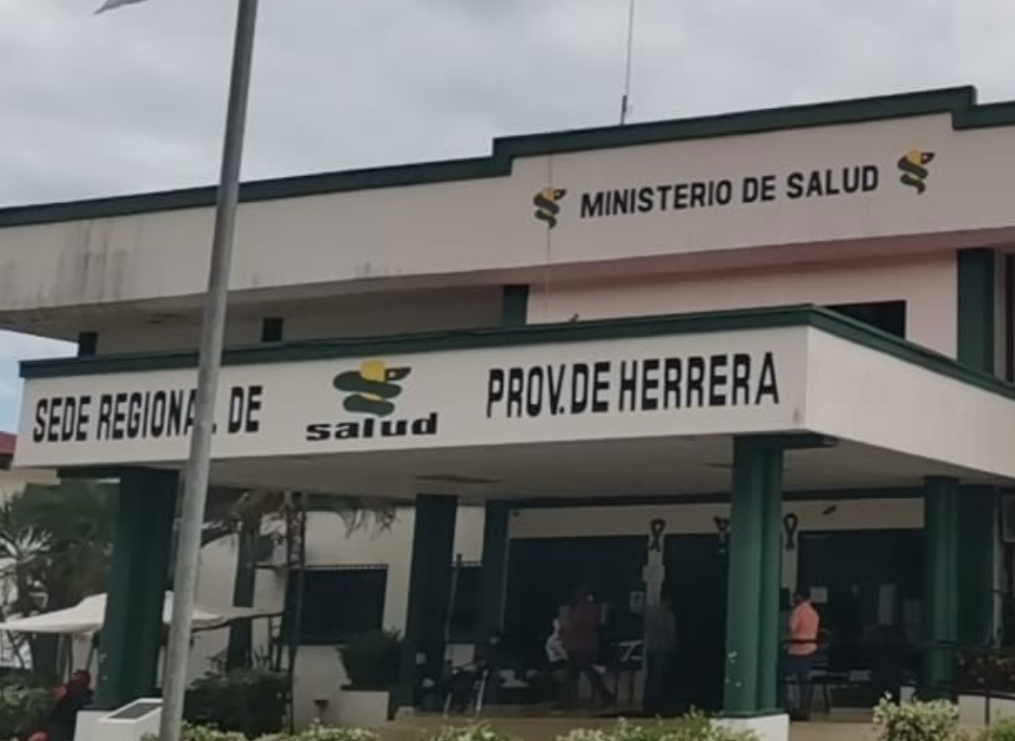 MINISTERIO DE SALUD
SEDE REGIONAL DE
salud
PROV. DE HERRERA